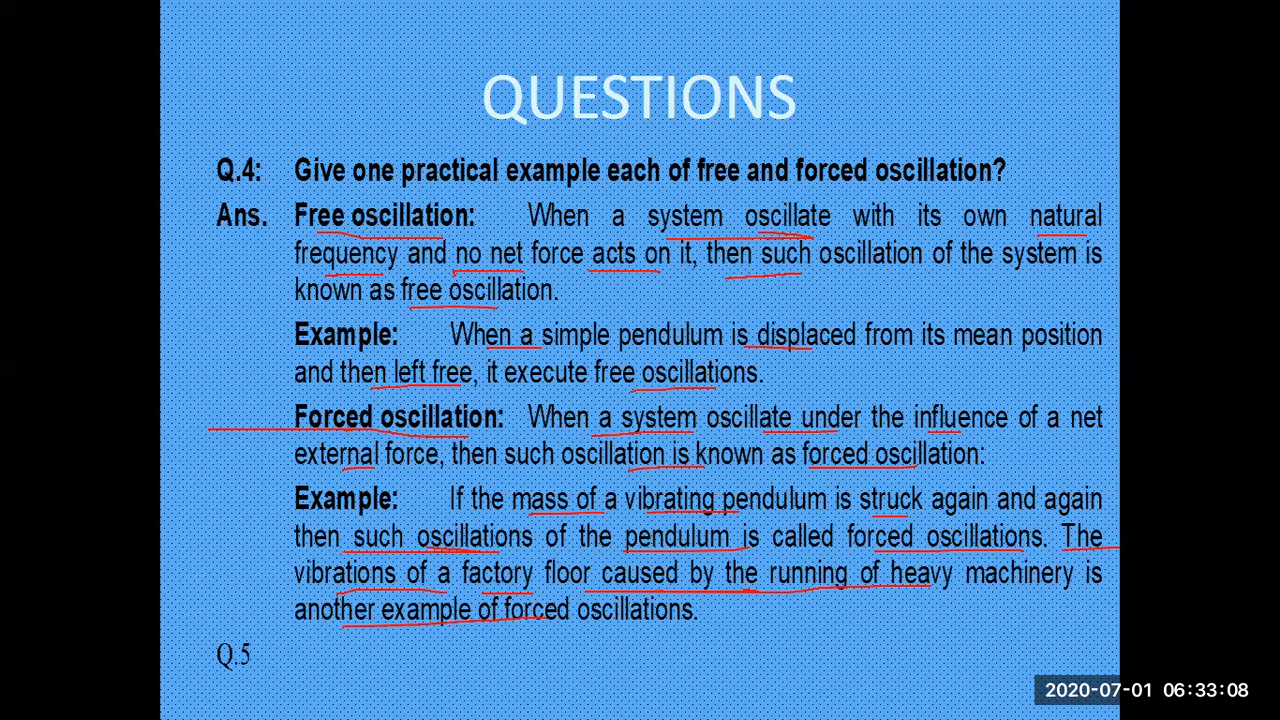 QUESTIONS
Q.4: Give one practical example each of free and forced oscillation?
Ans. Free oscillation: When a system oscillate with its own natural
frequency and no net force acts on it, then such oscillation of the system is
known as free oscillation.
Example: When a simple pendulum is displaced from its mean position
and then left free, it execute free oscillations.
Forced oscillation: When a system oscillate under the influence of a net
external force, then such oscillation is known as forced oscillation:
Example: If the mass of a vibrating pendulum is struck again and again
then such oscillations of the pendulum is called forced oscillations. The
vibrations of a factory floor caused by the running of heavy machinery is
another example of forced oscillations.
Q.5
2020-07-01 06:33:08